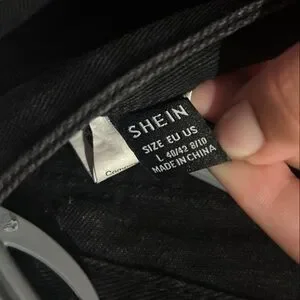 SHEIN
SIZE EU US
L 40/42 8/10
MADE IN CHINA